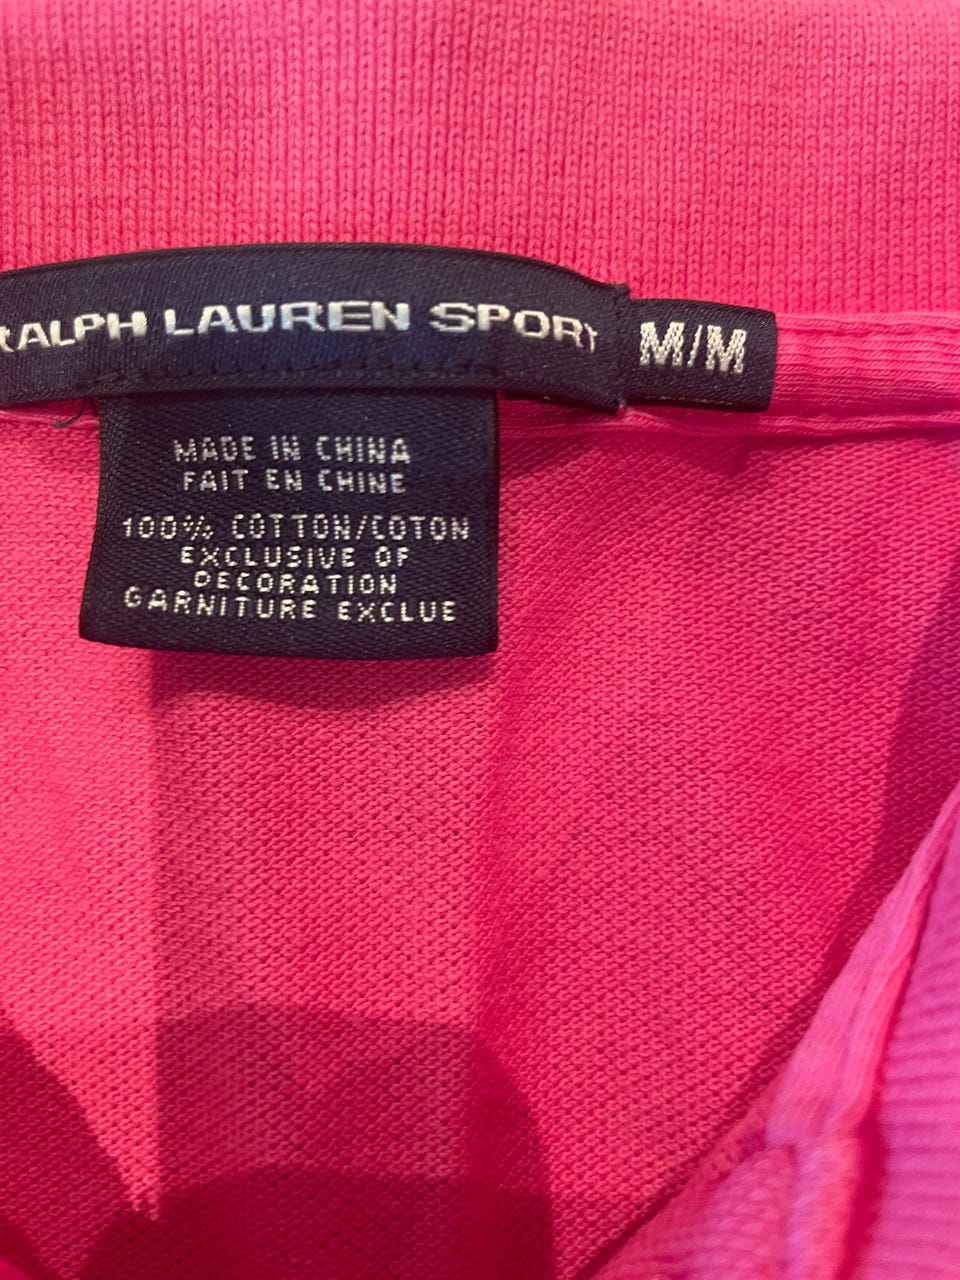 RALPH LAUREN SPORT
M/M
MADE IN CHINA
FAIT EN CHINE
100% COTTON/COTON
EXCLUSIVE OF
DECORATION
GARNITURE EXCLUE